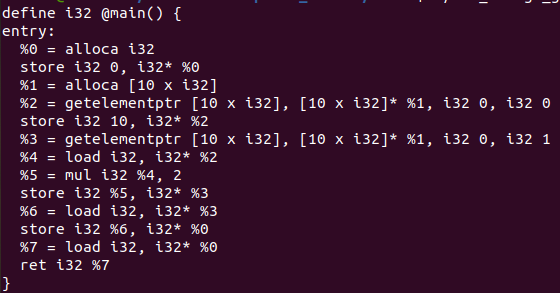 define i32 @main() {
entry:
  %0 = alloca i32
  store i32 0, i32* %0
  %1 = alloca [10 x i32]
  %2 = getelementptr [10 x i32], [10 x i32]* %1, i32 0, i32 0
  store i32 10, i32* %2
  %3 = getelementptr [10 x i32], [10 x i32]* %1, i32 0, i32 1
  %4 = load i32, i32* %2
  %5 = mul i32 %4, 2
  store i32 %5, i32* %3
  %6 = load i32, i32* %3
  store i32 %6, i32* %0
  %7 = load i32, i32* %0
  ret i32 %7
}